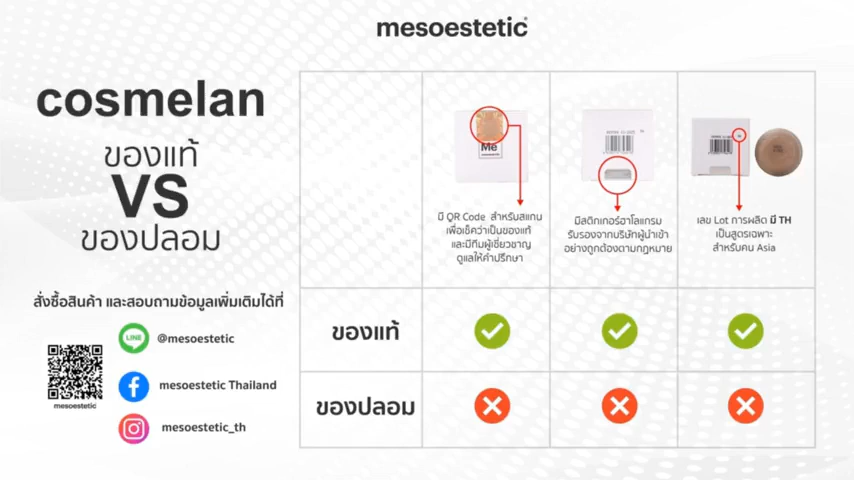 mesoestetic
cosmelan
ของแท้
VS
ของปลอม
สั่งซื้อสินค้า และสอบถามข้อมูลเพิ่มเติมได้ที่
@mesoestetic
mesoestetic Thailand
mesoestetic_th
LINE
mesoestetic
Me
มี QR Code สำหรับสแกน
เพื่อเช็คว่าเป็นของแท้
และมีทีมผู้เชี่ยวชาญ
ดูแลให้คำปรึกษา
มีสติกเกอร์ฮาโลแกรม
รับรองจากบริษัทผู้นำเข้า
อย่างถูกต้องตามกฎหมาย
เลข Lot การผลิต มี TH
เป็นสูตรเฉพาะ
สำหรับคน Asia
ของแท้
ของปลอม